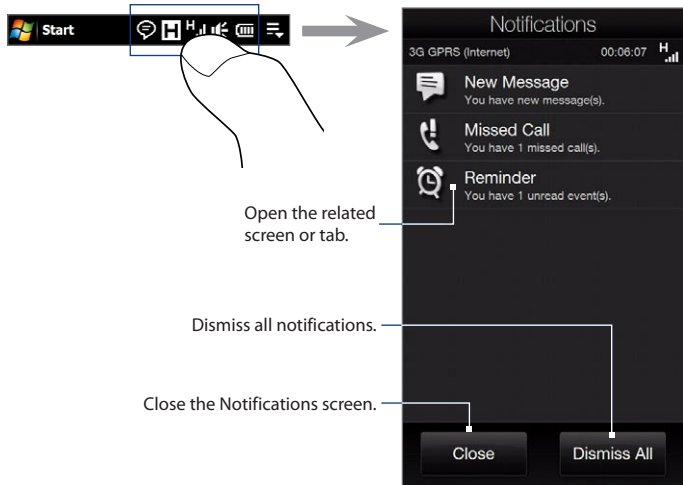 Start
H H
Notifications
3G GPRS (Internet) 00:06:07 H
New Message
You have new message(s).
Missed Call
You have 1 missed call(s).
Reminder
You have 1 unread event(s).
Open the related
screen or tab.
Dismiss all notifications.
Close the Notifications screen.
Close Dismiss All